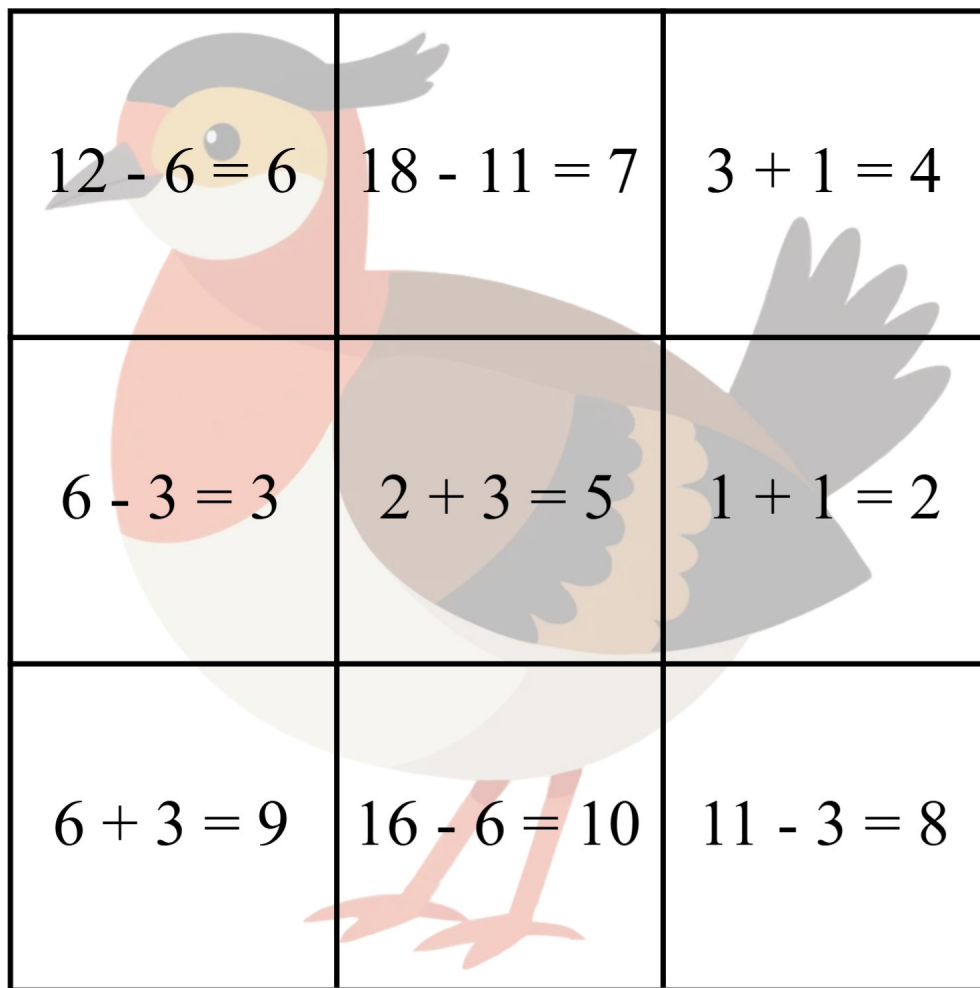 12 - 6 = 6
18 - 11 = 7
3 + 1 = 4
6 - 3 = 3
2 + 3 = 5
1 + 1 = 2
6 + 3 = 9
16 - 6 = 10
11 - 3 = 8